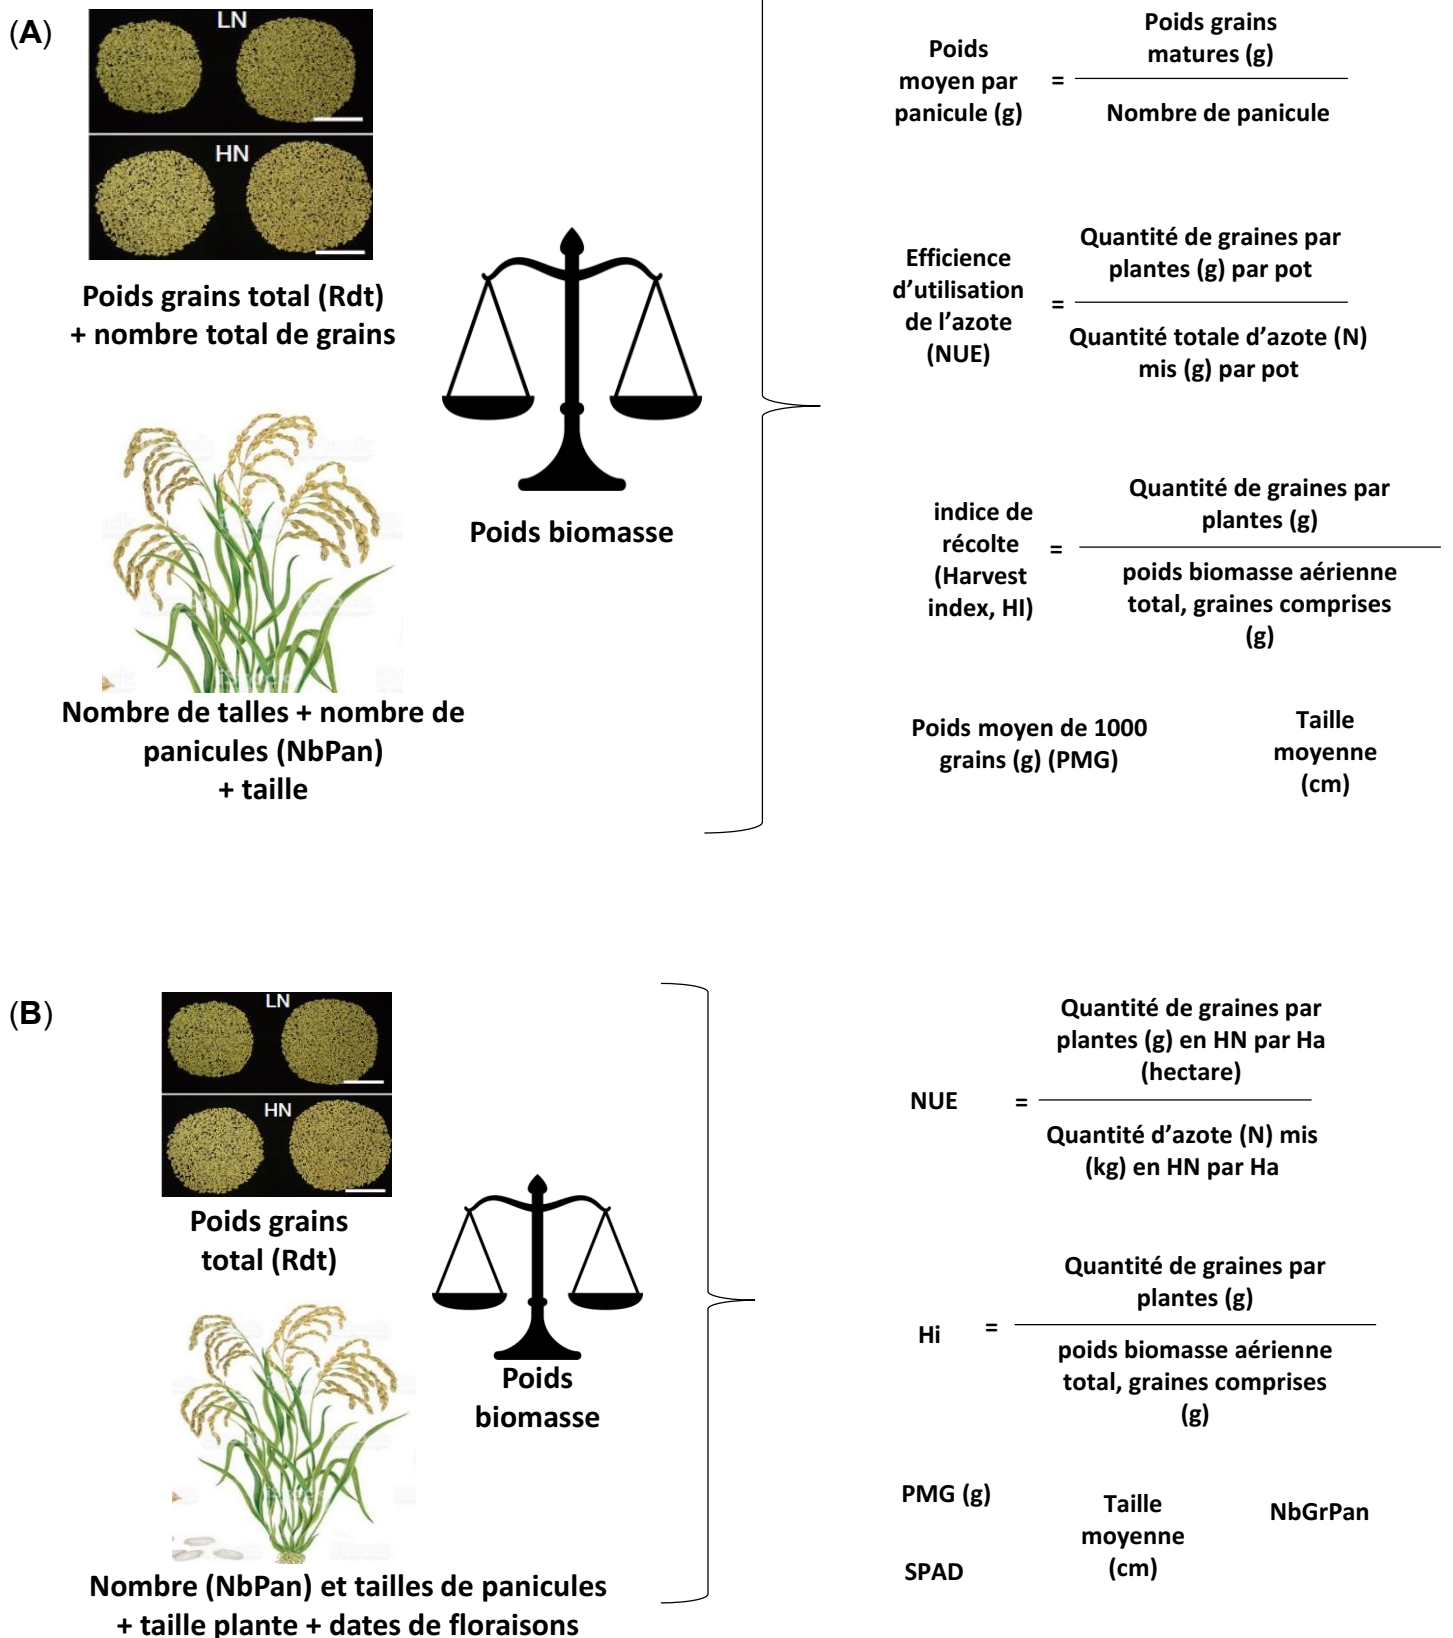 (A)
LN
HN
Poids grains total (Rdt)
+ nombre total de grains
Poids biomasse
Nombre de talles + nombre de
panicules (NbPan)
+ taille
Poids
moyen par
panicule (g)
=
Poids grains
matures (g)
Nombre de panicule
Efficience
d’utilisation
de l’azote
(NUE)
=
Quantité de graines par
plantes (g) par pot
Quantité totale d’azote (N)
mis (g) par pot
indice de
récolte
(Harvest
index, HI)
=
Quantité de graines par
plantes (g)
poids biomasse aérienne
total, graines comprises
(g)
Poids moyen de 1000
grains (g) (PMG)
Taille
moyenne
(cm)
(B)
LN
HN
Poids grains
total (Rdt)
Poids
biomasse
Nombre (NbPan) et tailles de panicules
+ taille plante + dates de floraisons
NUE
=
Quantité de graines par
plantes (g) en HN par Ha
(hectare)
Quantité d’azote (N) mis
(kg) en HN par Ha
Hi
=
Quantité de graines par
plantes (g)
poids biomasse aérienne
total, graines comprises
(g)
PMG (g)
Taille
moyenne
(cm)
NbGrPan
SPAD